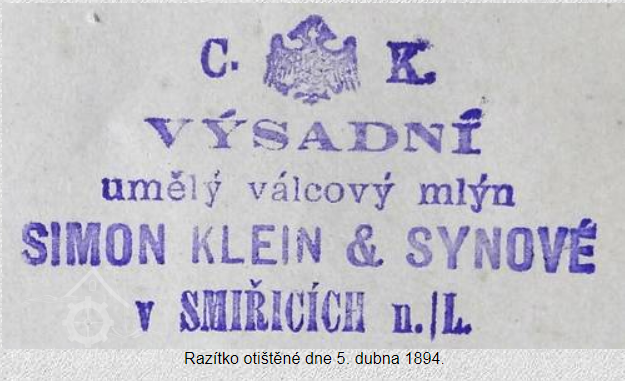 C. K.
VÝSADNÍ
umělý válcový mlýn
SIMON KLEIN & SYNOVÉ
v SMIŘICÍCH n./L.
Razítko otištěné dne 5. dubna 1894.